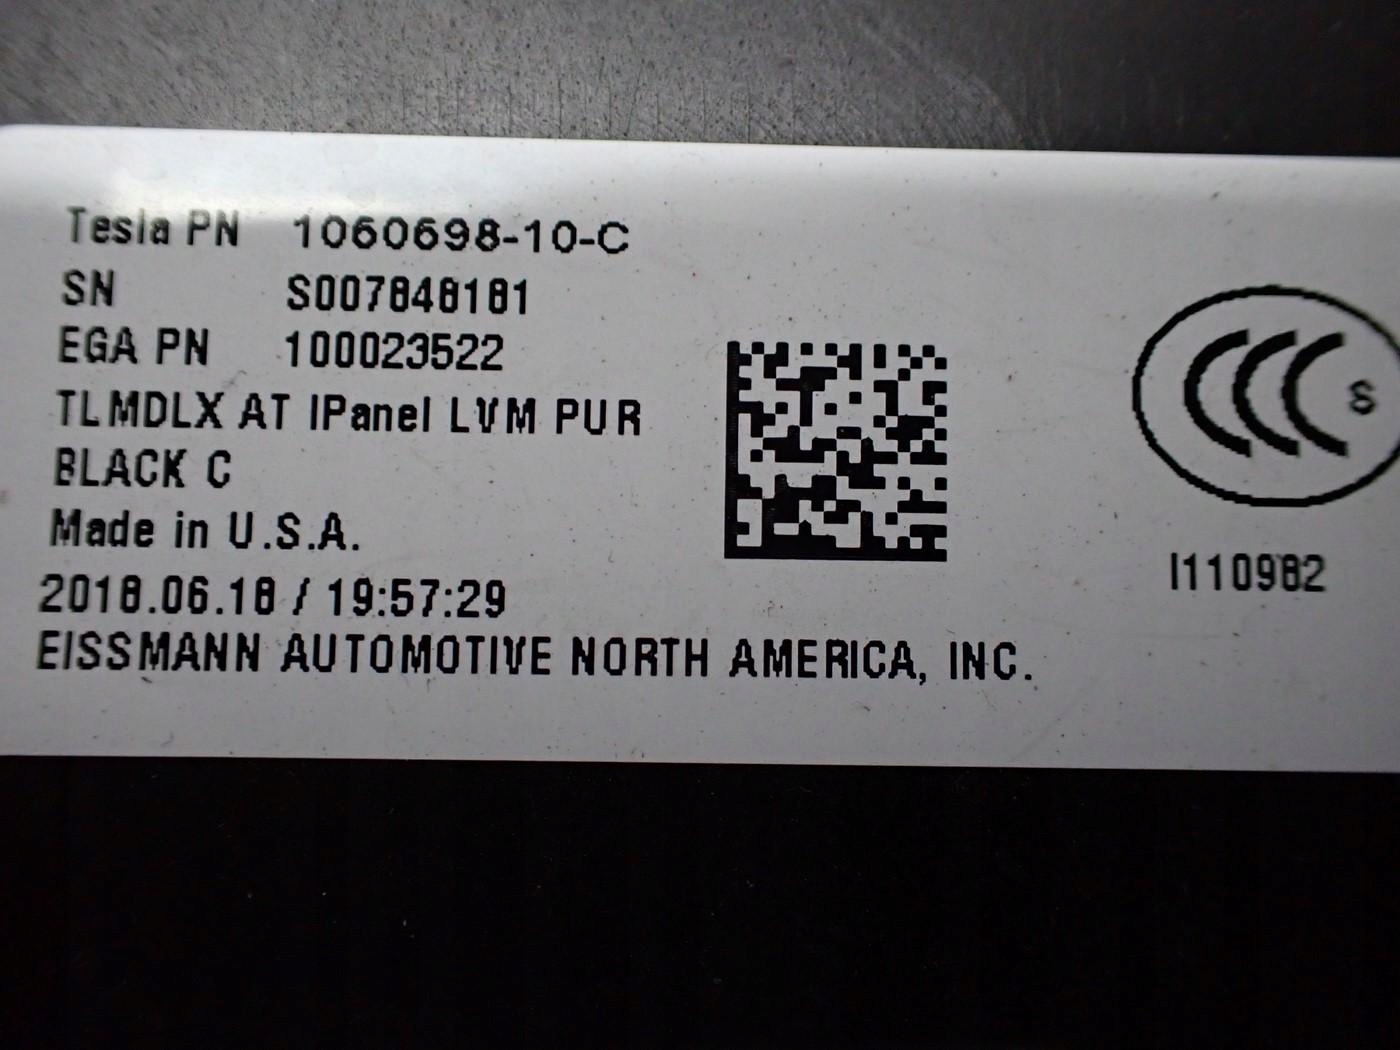 Tesla PN 1060698-10-C
SN S007848181
EGA PN 100023522
TLMDLX AT IPanel LVM PUR
BLACK C
Made in U.S.A.
2018.06.18 / 19:57:29
EISSMANN AUTOMOTIVE NORTH AMERICA, INC.
CCC S
I110982